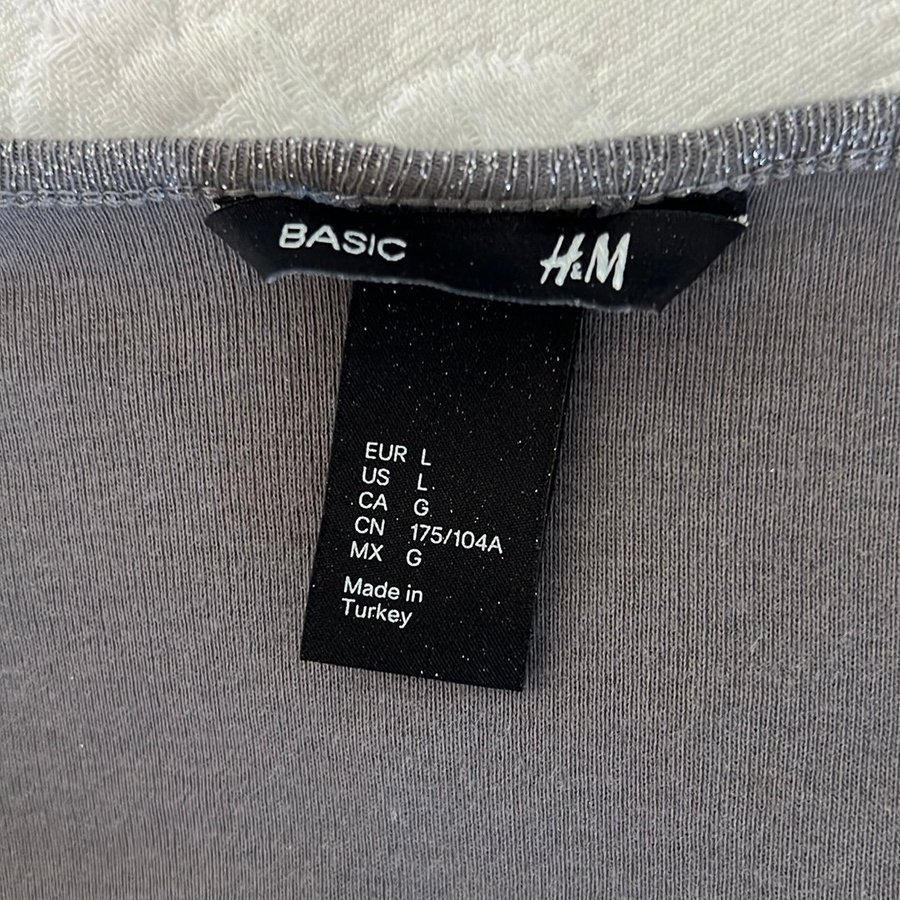 BASIC H&M
EUR L
US L
CA G
CN 175/104A
MX G
Made in
Turkey